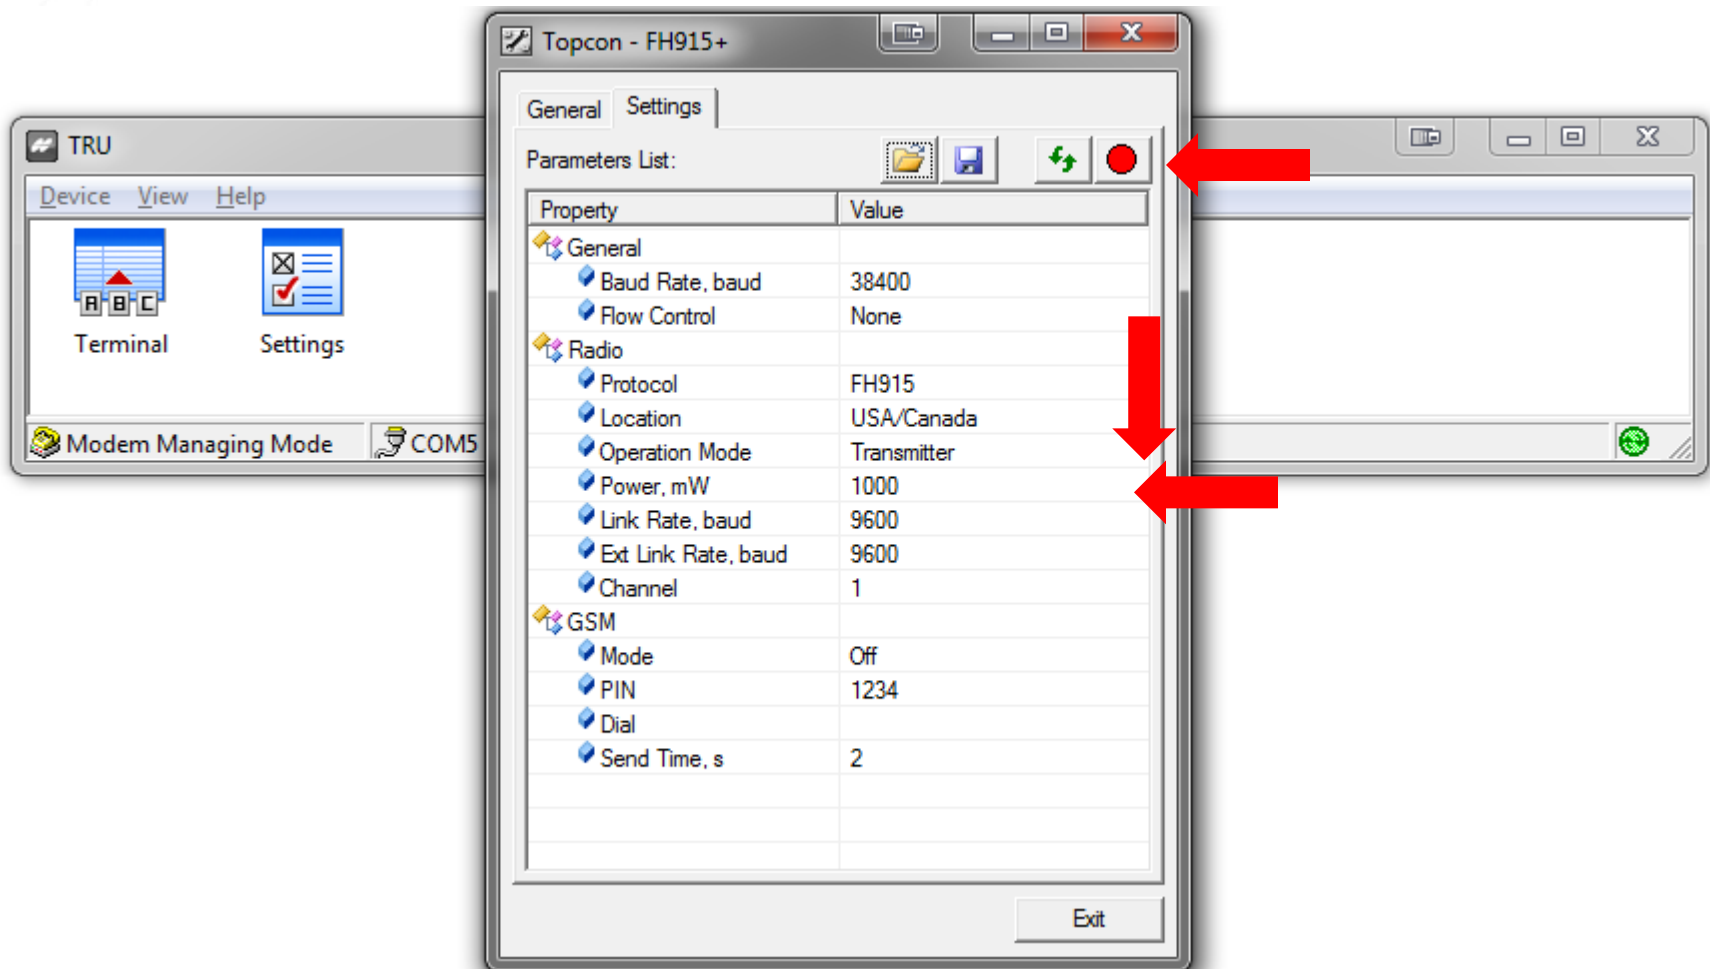 Topcon - FH915+
General Settings
Parameters List:
Property Value
General
Baud Rate, baud 38400
Flow Control None
Radio
Protocol FH915
Location USA/Canada
Operation Mode Transmitter
Power, mW 1000
Link Rate, baud 9600
Ext Link Rate, baud 9600
Channel 1
GSM
Mode Off
PIN 1234
Dial
Send Time, s 2
Exit
TRU
Device View Help
A B C
Terminal Settings
Modem Managing Mode COM5